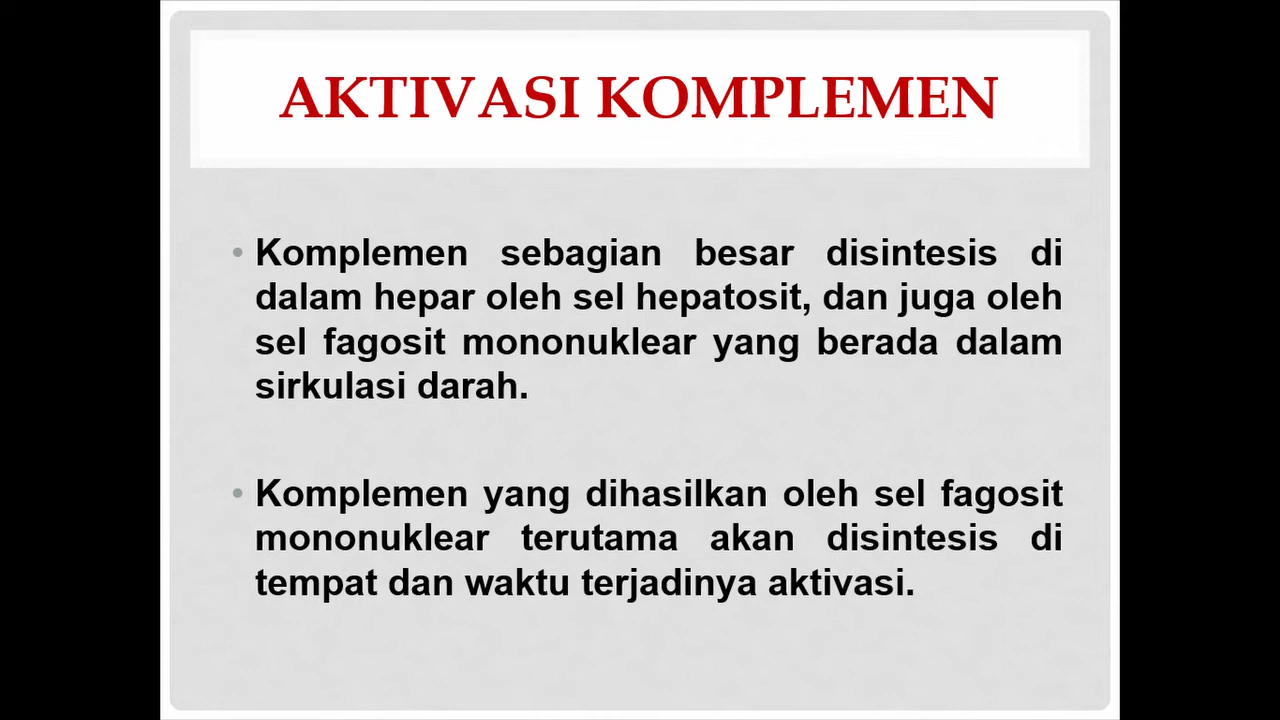 AKTIVASI KOMPLEMEN
• Komplemen sebagian besar disintesis di
dalam hepar oleh sel hepatosit, dan juga oleh
sel fagosit mononuklear yang berada dalam
sirkulasi darah.
• Komplemen yang dihasilkan oleh sel fagosit
mononuklear terutama akan disintesis di
tempat dan waktu terjadinya aktivasi.